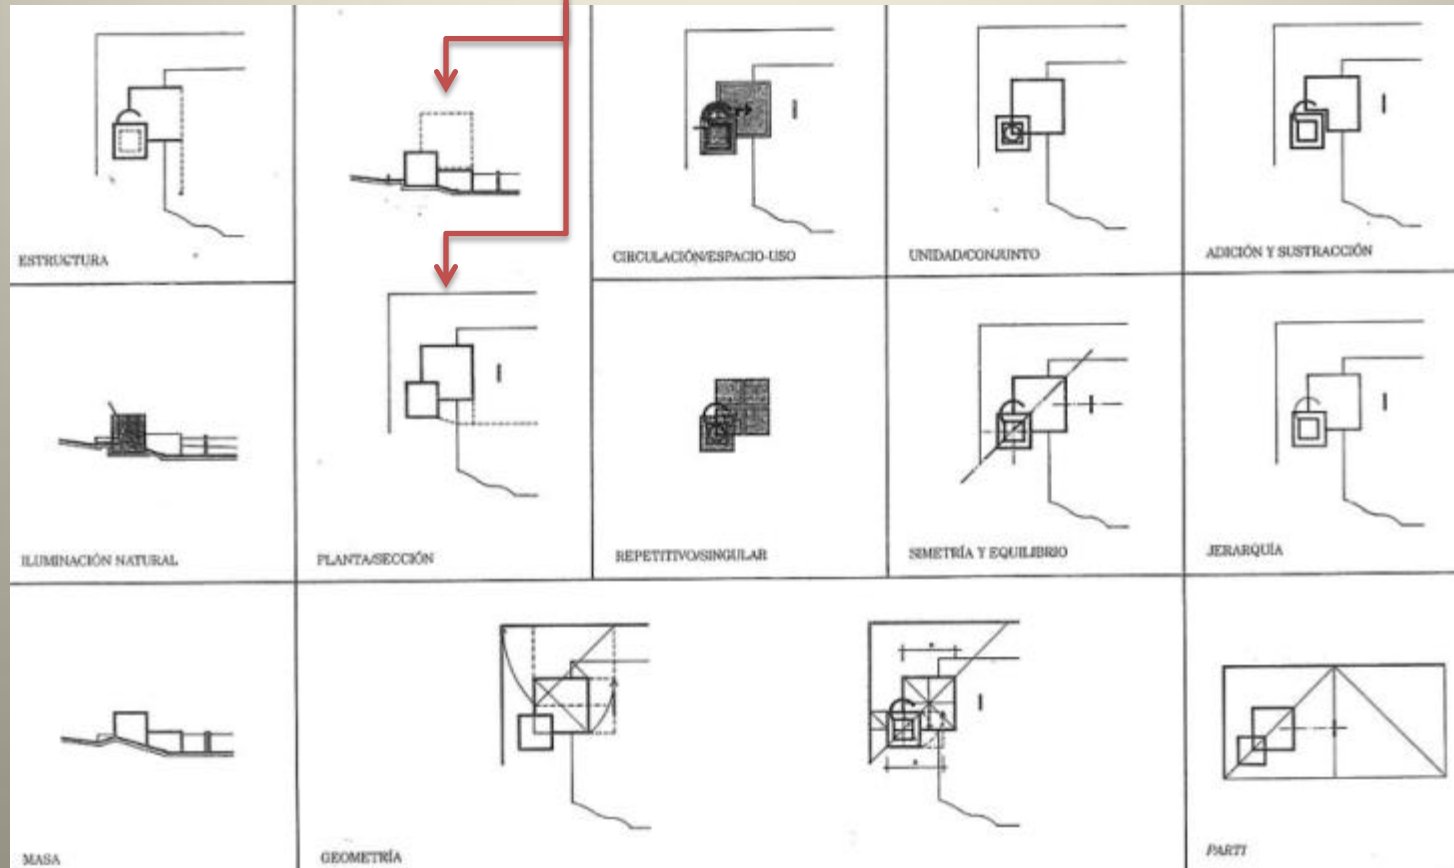 ESTRUCTURA
CIRCULACIÓN/ESPACIO-USO
UNIDAD/CONJUNTO
ADICIÓN Y SUSTRACCIÓN
ILUMINACIÓN NATURAL
PLANTA/SECCIÓN
REPETITIVO/SINGULAR
SIMETRÍA Y EQUILIBRIO
JERARQUÍA
MASA
GEOMETRÍA
PARTI